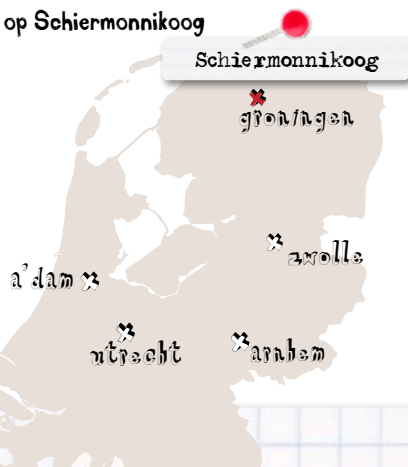 op Schiermonnikoog
Schiermonnikoog
groningen
zwolle
a'dam
utrecht
arnhem